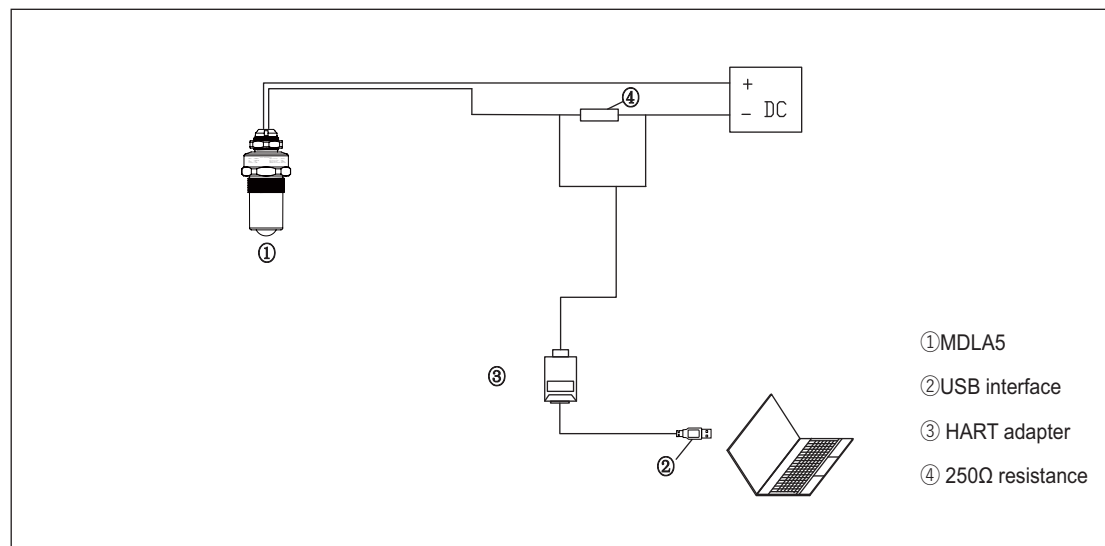 +
④
− DC
①
③
②
①MDLA5
②USB interface
③ HART adapter
④ 250Ω resistance